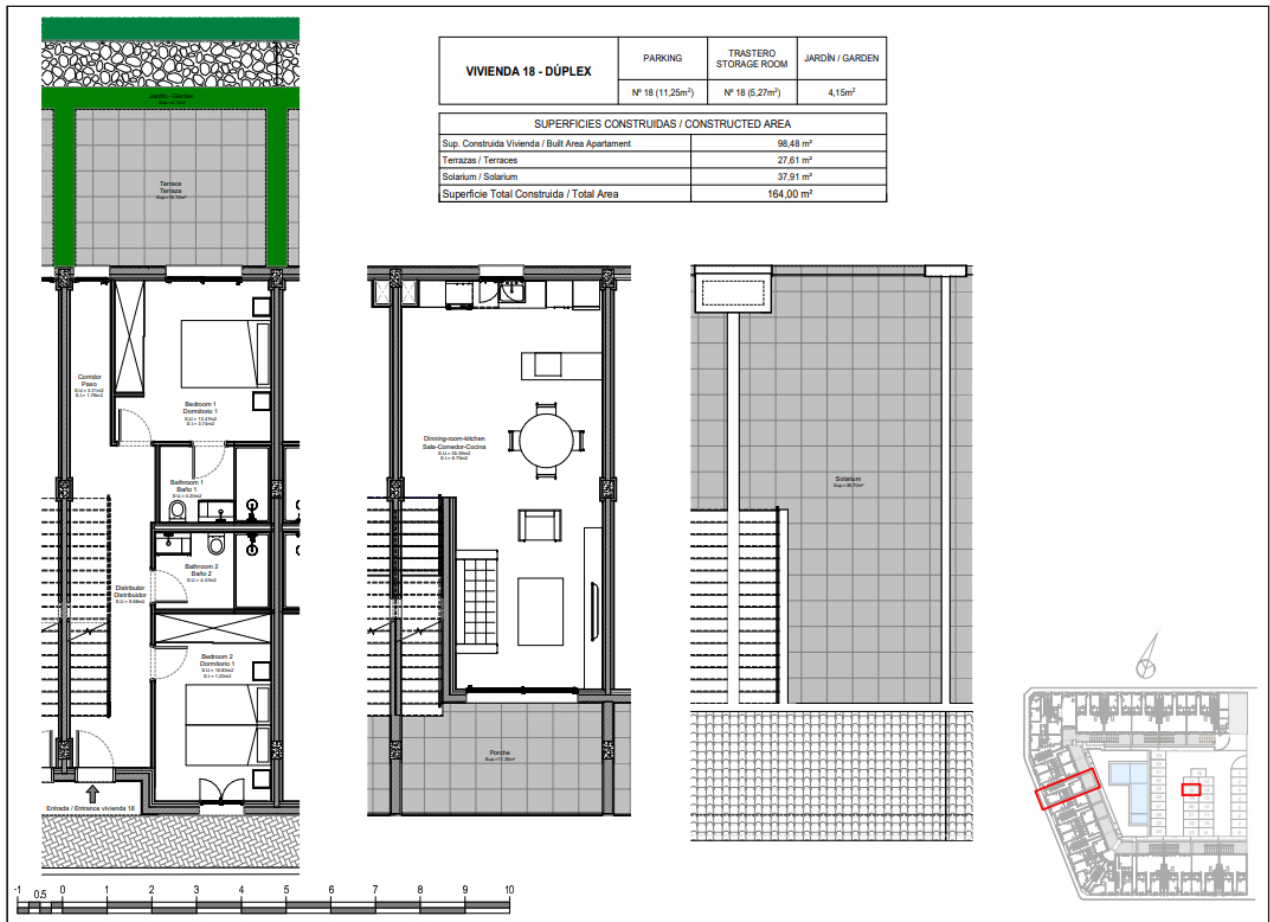 VIVIENDA 18 - DÚPLEX
PARKING
TRASTERO
STORAGE ROOM
JARDÍN / GARDEN
Nº 18 (11,25m²)
Nº 18 (5,27m²)
4,15m²
SUPERFICIES CONSTRUIDAS / CONSTRUCTED AREA
Sup. Construida Vivienda / Built Area Apartament
98,48 m²
Terrazas / Terraces
27,61 m²
Solarium / Solarium
37,91 m²
Superficie Total Construida / Total Area
164,00 m²
Jardín - Garden
Terrace
Terraza
Corridor
Paso
Bedroom 1
Dormitorio 1
Bathroom 1
Baño 1
Bathroom 2
Baño 2
Distributor
Distribuidor
Bedroom 2
Dormitorio 1
Entrada / Entrance vivienda 18
Dinning-room-kitchen
Sala-Comedor-Cocina
Porche
Solarium
-1 0,5 0 1 2 3 4 5 6 7 8 9 10